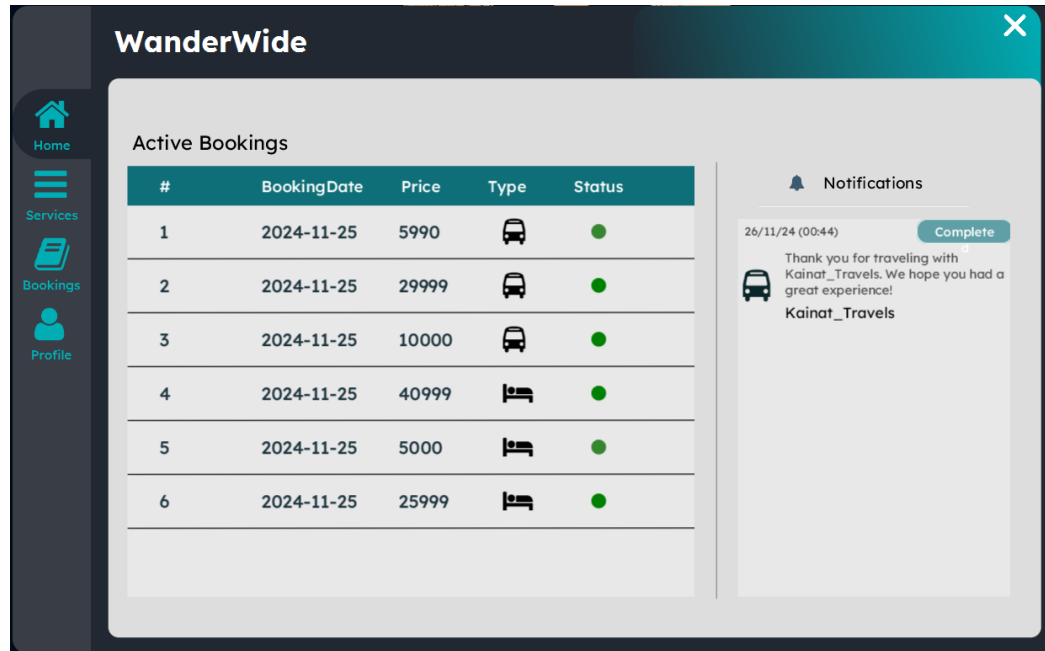 WanderWide
Home
Services
Bookings
Profile
Active Bookings
# BookingDate Price Type Status
1 2024-11-25 5990
2 2024-11-25 29999
3 2024-11-25 10000
4 2024-11-25 40999
5 2024-11-25 5000
6 2024-11-25 25999
Notifications
26/11/24 (00:44) Complete
d
Thank you for traveling with
Kainat_Travels. We hope you had a
great experience!
Kainat_Travels